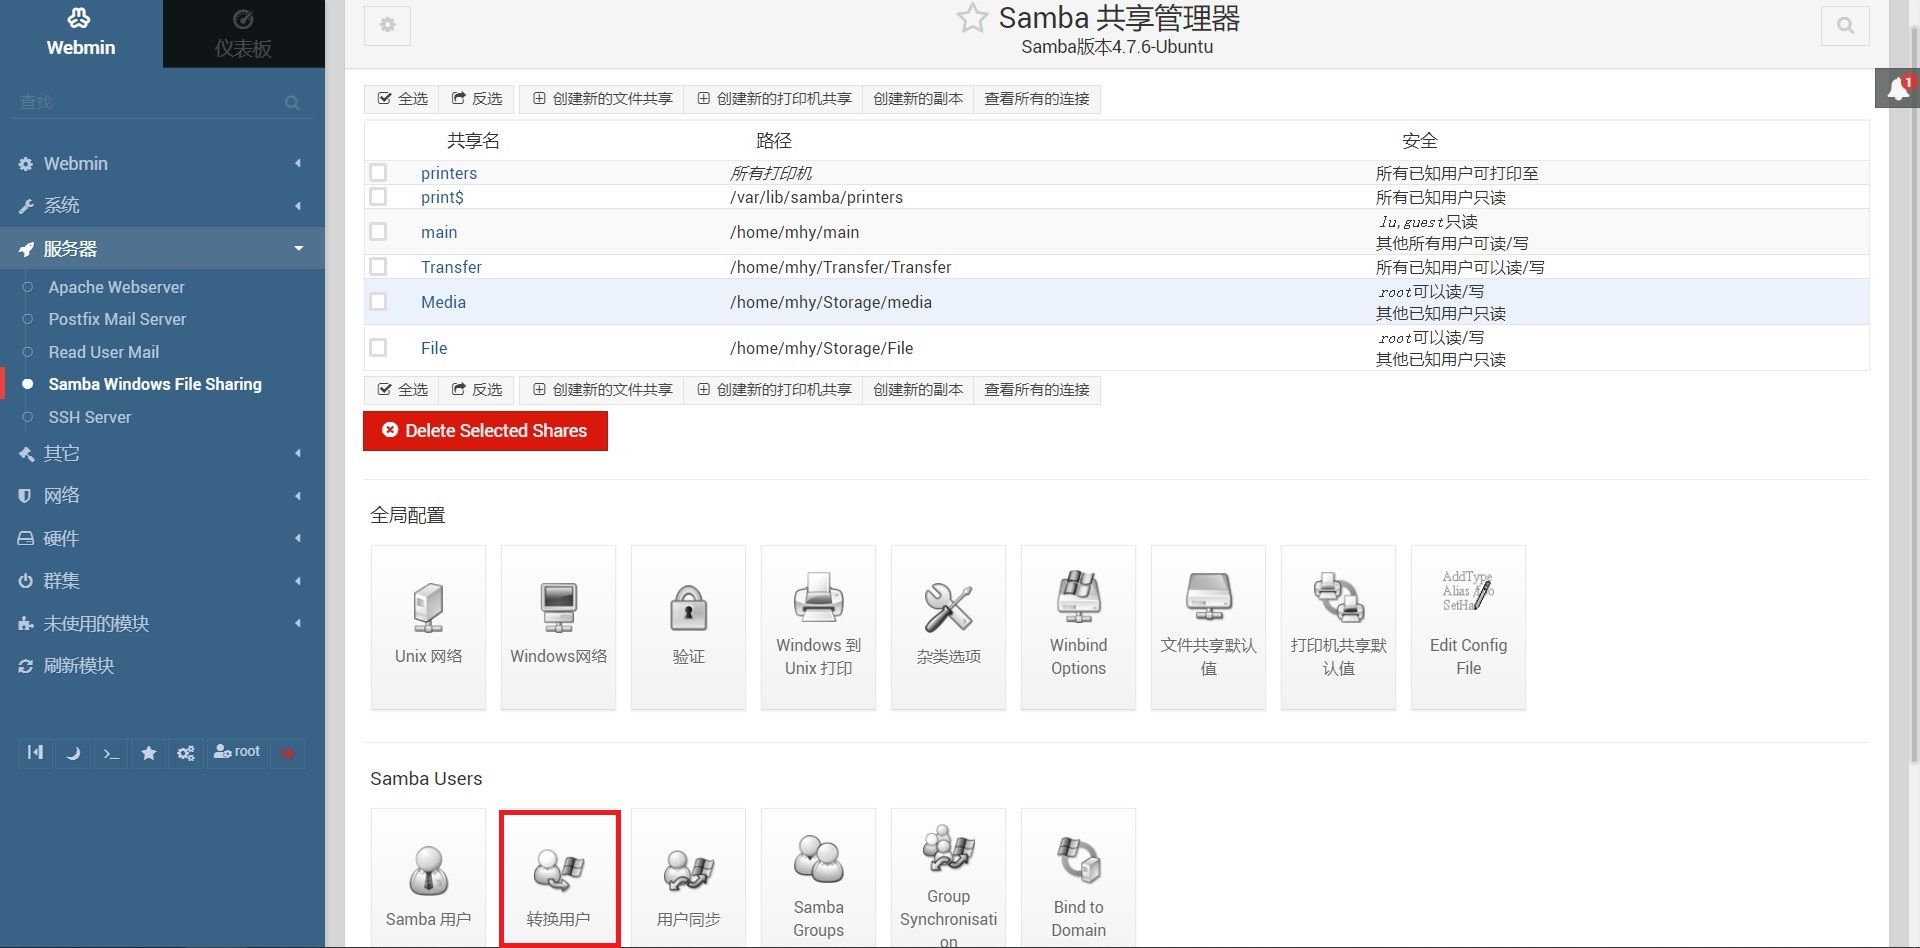 Webmin
仪表板
查找
Webmin
系统
服务器
Apache Webserver
Postfix Mail Server
Read User Mail
Samba Windows File Sharing
SSH Server
其它
网络
硬件
群集
未使用的模块
刷新模块
root
Samba 共享管理器
Samba版本4.7.6-Ubuntu
1
全选 反选 创建新的文件共享 创建新的打印机共享 创建新的副本 查看所有的连接
共享名 路径 安全
printers 所有打印机 所有已知用户可打印至
print$ /var/lib/samba/printers 所有已知用户只读
main /home/mhy/main lu,guest只读
其他所有用户可读/写
Transfer /home/mhy/Transfer/Transfer 所有已知用户可以读/写
Media /home/mhy/Storage/media root可以读/写
其他已知用户只读
File /home/mhy/Storage/File root可以读/写
其他已知用户只读
全选 反选 创建新的文件共享 创建新的打印机共享 创建新的副本 查看所有的连接
Delete Selected Shares
全局配置
Unix 网络
Windows网络
验证
Windows 到
Unix 打印
杂类选项
Winbind
Options
文件共享默认
值
打印机共享默
认值
AddType
Alias
SetHa
Edit Config
File
Samba Users
Samba 用户
转换用户
用户同步
Samba
Groups
Group
Synchronisati
on
Bind to
Domain